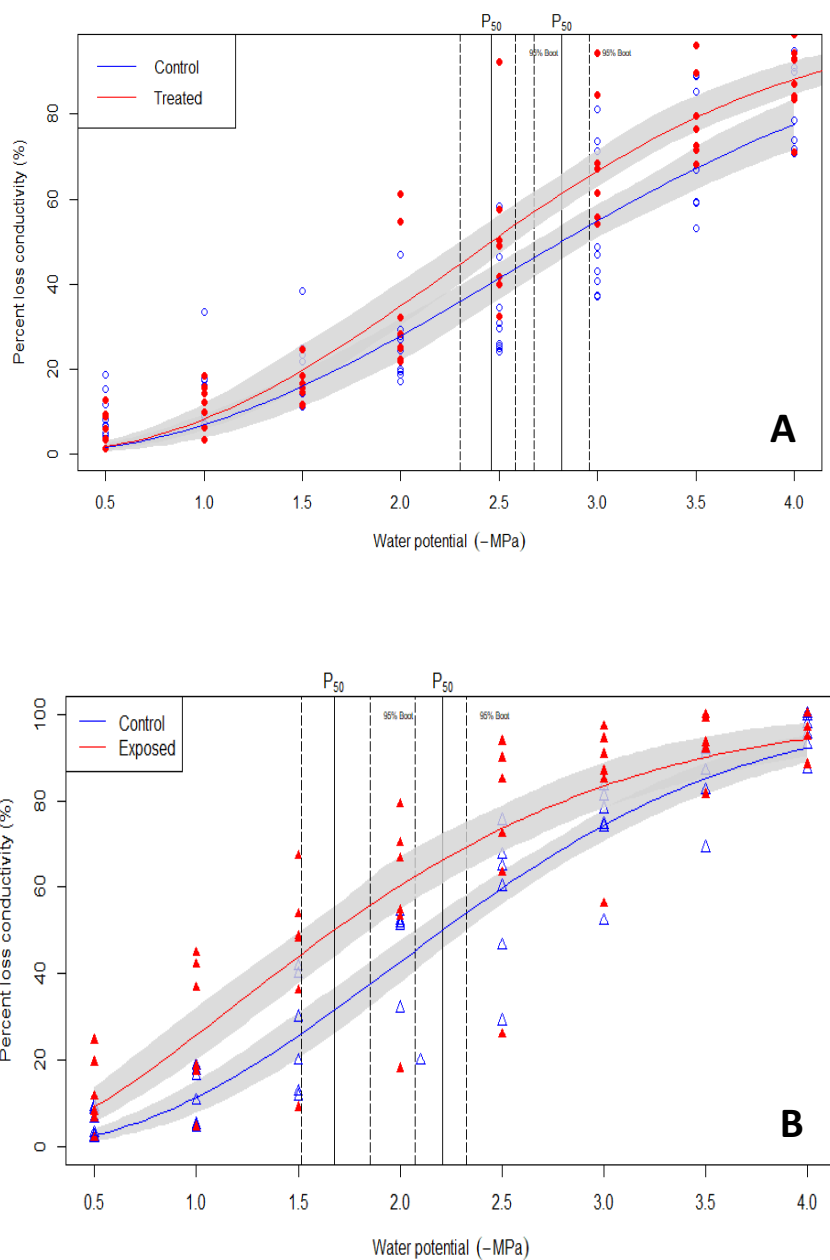 P50 P50
Control
Treated
95% Boot 95% Boot
Percent loss conductivity (%)
80
60
40
20
0
A
0.5 1.0 1.5 2.0 2.5 3.0 3.5 4.0
Water potential (−MPa)
P50 P50
Control
Exposed
95% Boot 95% Boot
Percent loss conductivity (%)
100
80
60
40
20
0
B
0.5 1.0 1.5 2.0 2.5 3.0 3.5 4.0
Water potential (−MPa)